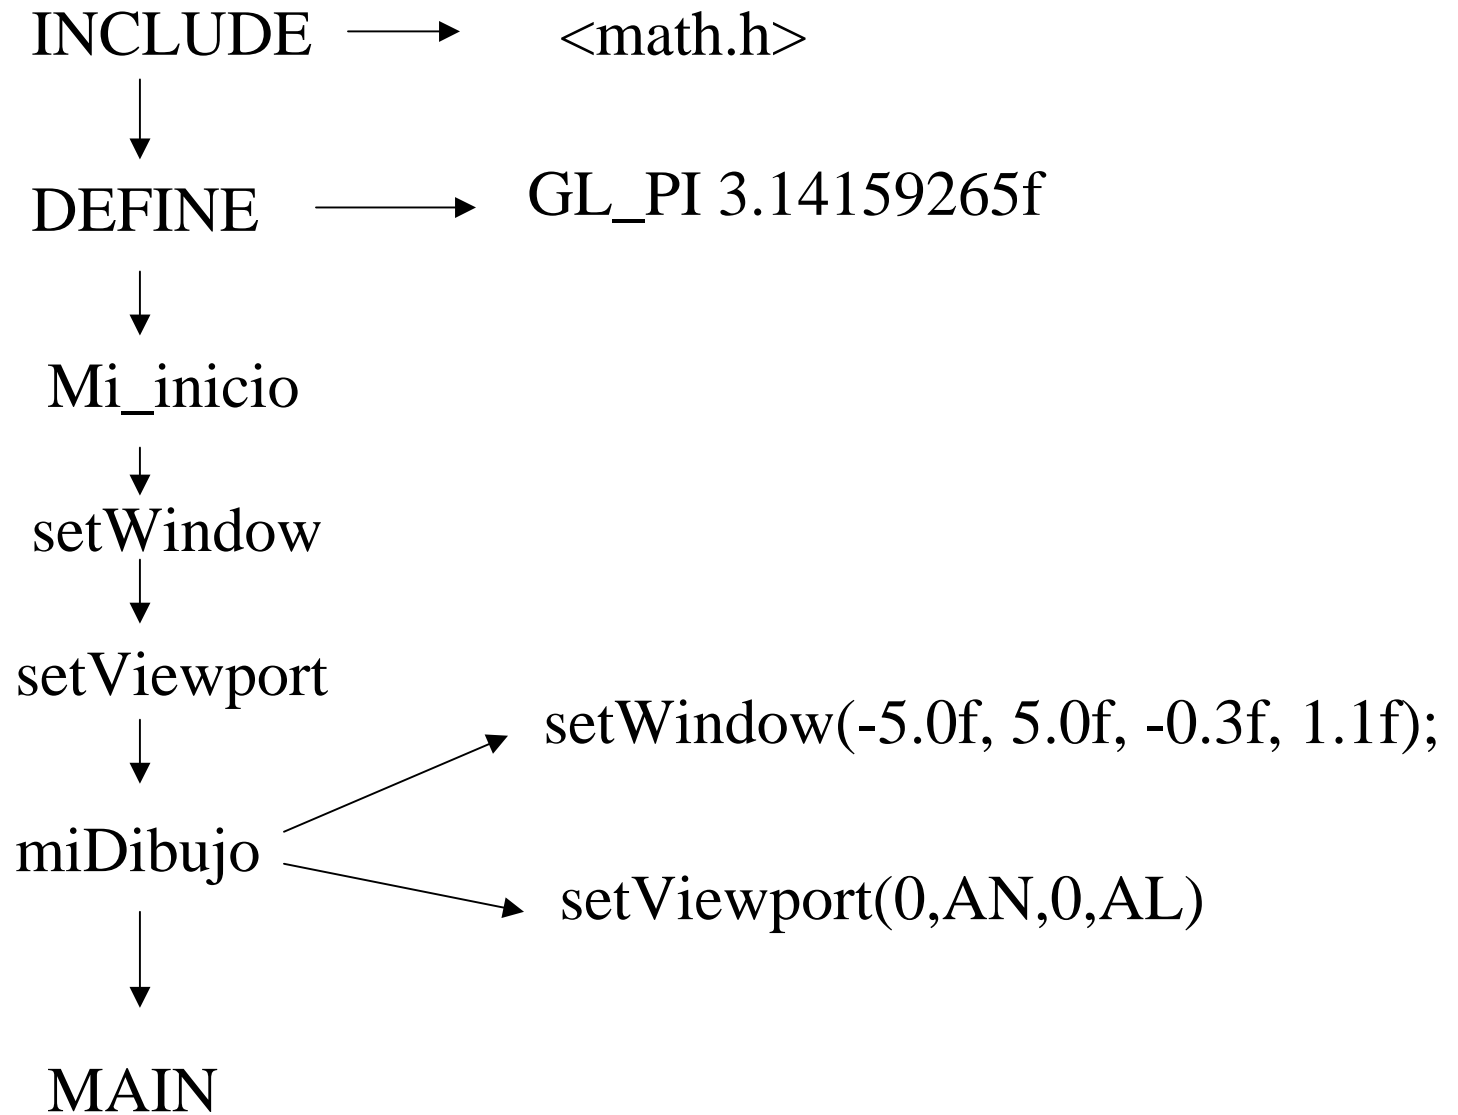 INCLUDE <math.h>
DEFINE GL_PI 3.14159265f
Mi_inicio
setWindow
setViewport
setWindow(-5.0f, 5.0f, -0.3f, 1.1f);
miDibujo
setViewport(0,AN,0,AL)
MAIN